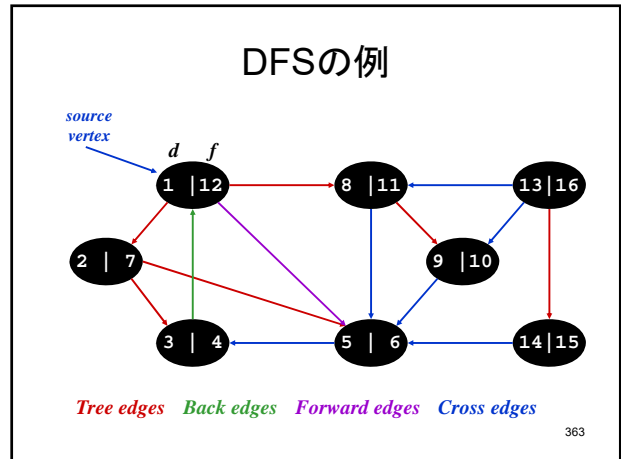 DFSの例
source
vertex
d f
1 |12
8 |11
13|16
2 | 7
9 |10
3 | 4
5 | 6
14|15
Tree edges Back edges Forward edges Cross edges
363